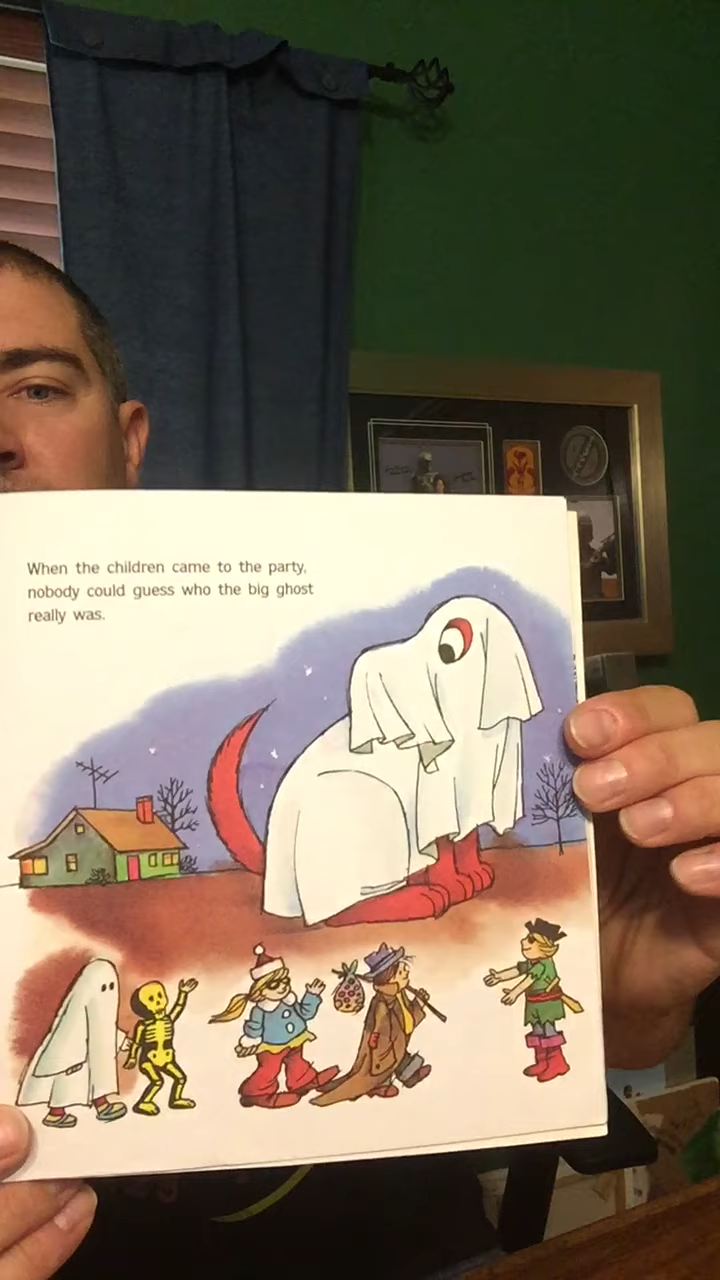 When the children came to the party,
nobody could guess who the big ghost
really was.